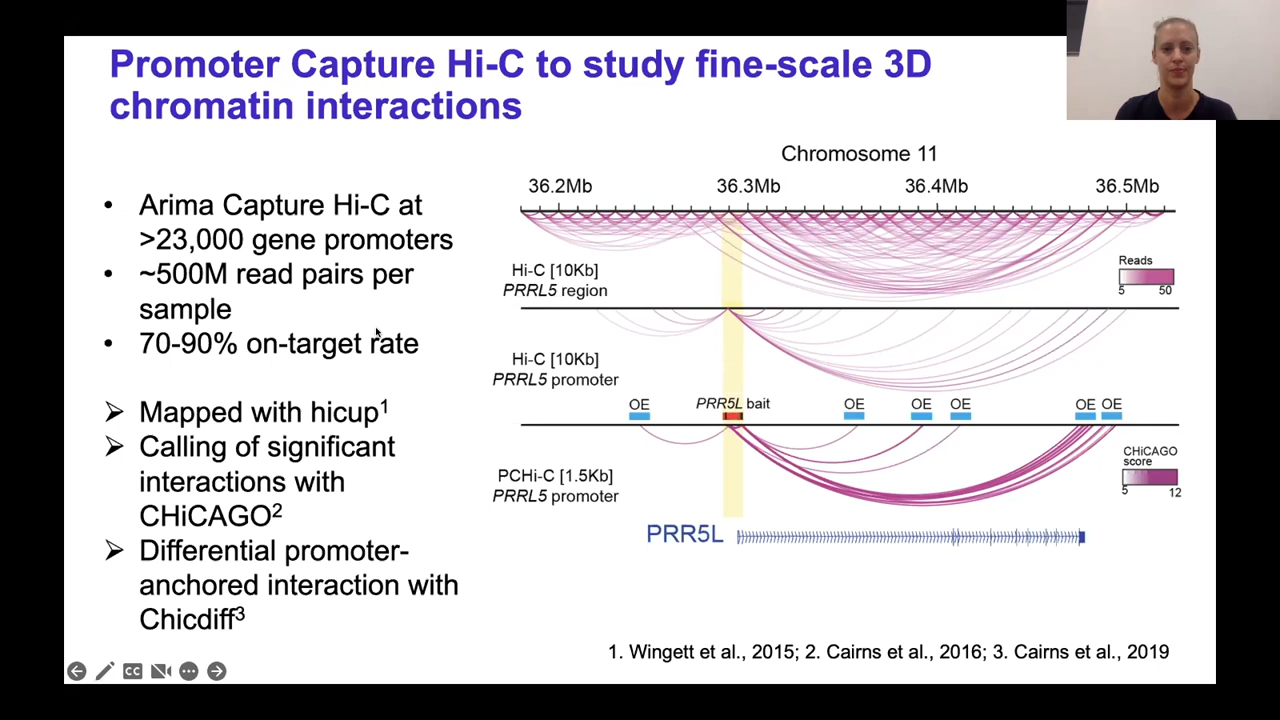 Promoter Capture Hi-C to study fine-scale 3D
chromatin interactions
• Arima Capture Hi-C at
>23,000 gene promoters
• ~500M read pairs per
sample
• 70-90% on-target rate
➢ Mapped with hicup1
➢ Calling of significant
interactions with
CHiCAGO2
➢ Differential promoter-
anchored interaction with
Chicdiff3
Chromosome 11
36.2Mb 36.3Mb 36.4Mb 36.5Mb
Hi-C [10Kb]
PRRL5 region
Reads
5 50
Hi-C [10Kb]
PRRL5 promoter
OE PRR5L bait OE OE OE OE OE
PCHi-C [1.5Kb]
PRRL5 promoter
CHiCAGO
score
5 12
PRR5L
1. Wingett et al., 2015; 2. Cairns et al., 2016; 3. Cairns et al., 2019
CC